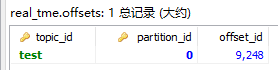 real_tme.offsets: 1 总记录 (大约)
topic_id partition_id offset_id
test 0 9,248